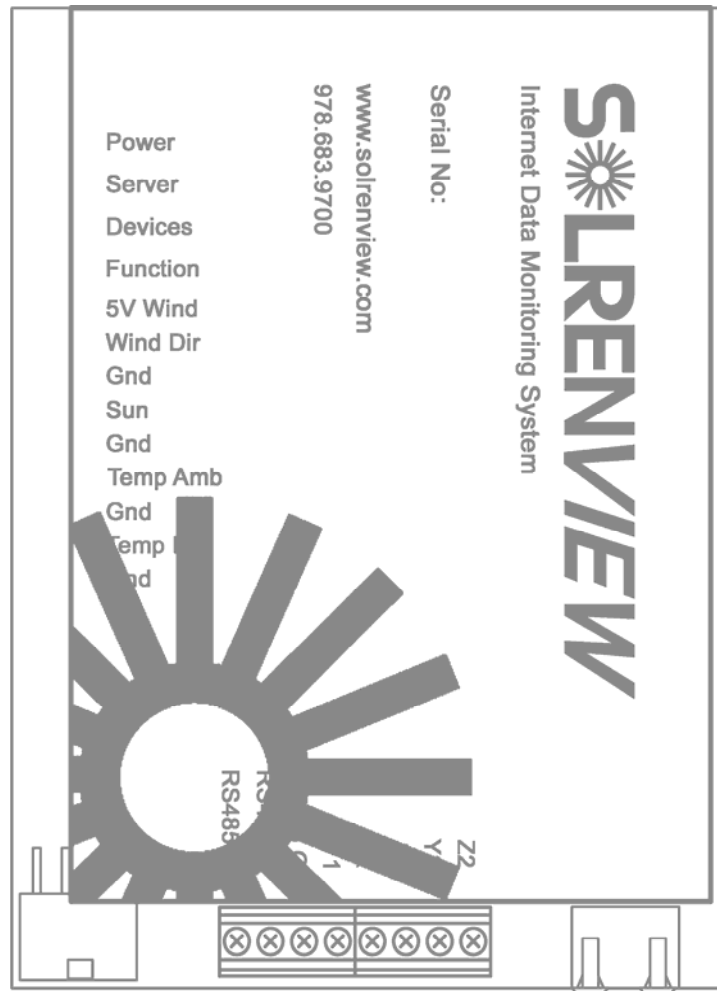 SOLRENVIEW
Internet Data Monitoring System
Serial No:
www.solrenview.com
978.683.9700
Power
Server
Devices
Function
5V Wind
Wind Dir
Gnd
Sun
Gnd
Temp Amb
Gnd
Temp
RS485
Z2